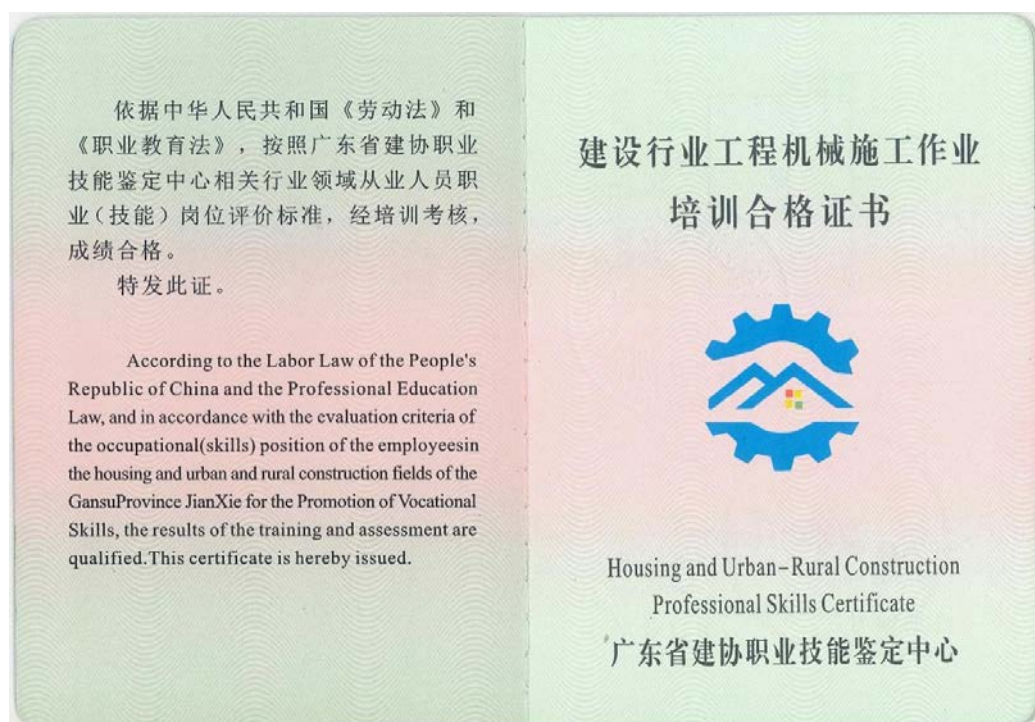 依据中华人民共和国《劳动法》和
《职业教育法》，按照广东省建协职业
技能鉴定中心相关行业领域从业人员职
业（技能）岗位评价标准，经培训考核，
成绩合格。
特发此证。
According to the Labor Law of the People's
Republic of China and the Professional Education
Law, and in accordance with the evaluation criteria of
the occupational(skills) position of the employeesin
the housing and urban and rural construction fields of the
GansuProvince JianXie for the Promotion of Vocational
Skills, the results of the training and assessment are
qualified.This certificate is hereby issued.
建设行业工程机械施工作业
培训合格证书
Housing and Urban-Rural Construction
Professional Skills Certificate
广东省建协职业技能鉴定中心